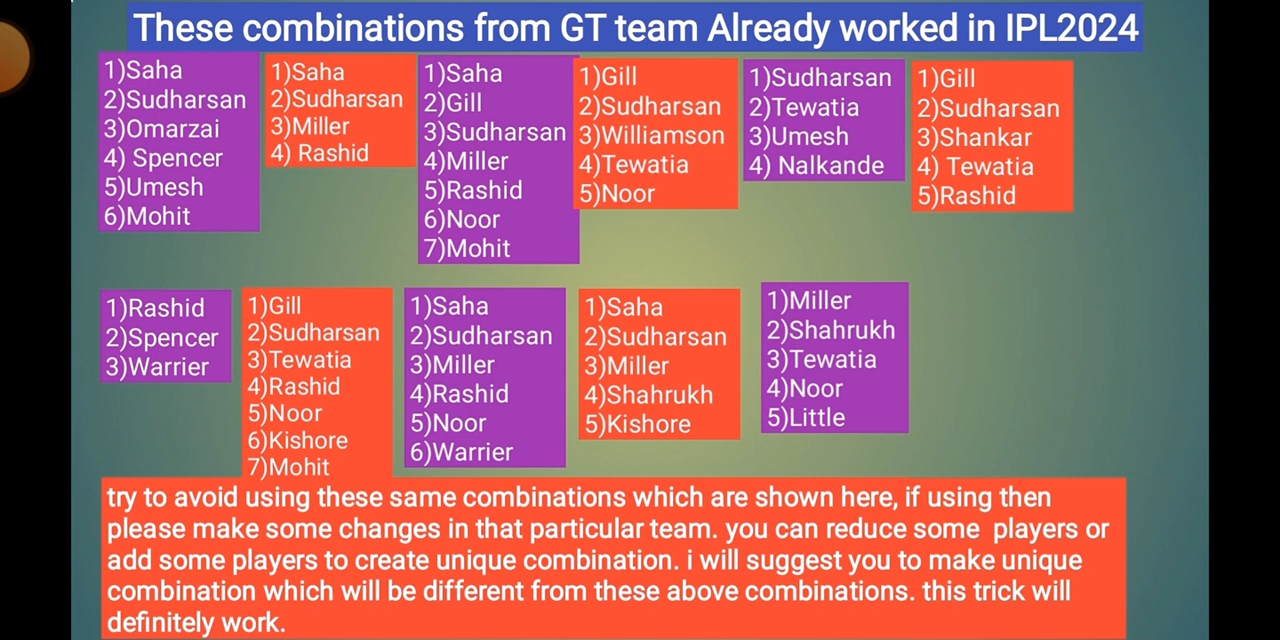 These combinations from GT team Already worked in IPL2024
1)Saha
2)Sudharsan
3)Omarzai
4) Spencer
5)Umesh
6)Mohit
1)Saha
2)Sudharsan
3)Miller
4) Rashid
1)Saha
2)Gill
3)Sudharsan
4)Miller
5)Rashid
6)Noor
7)Mohit
1)Gill
2)Sudharsan
3)Williamson
4)Tewatia
5)Noor
1)Sudharsan
2)Tewatia
3)Umesh
4) Nalkande
1)Gill
2)Sudharsan
3)Shankar
4) Tewatia
5)Rashid
1)Rashid
2)Spencer
3)Warrier
1)Gill
2)Sudharsan
3)Tewatia
4)Rashid
5)Noor
6)Kishore
7)Mohit
1)Saha
2)Sudharsan
3)Miller
4)Rashid
5)Noor
6)Warrier
1)Saha
2)Sudharsan
3)Miller
4)Shahrukh
5)Kishore
1)Miller
2)Shahrukh
3)Tewatia
4)Noor
5)Little
try to avoid using these same combinations which are shown here, if using then
please make some changes in that particular team. you can reduce some  players or
add some players to create unique combination. i will suggest you to make unique
combination which will be different from these above combinations. this trick will
definitely work.